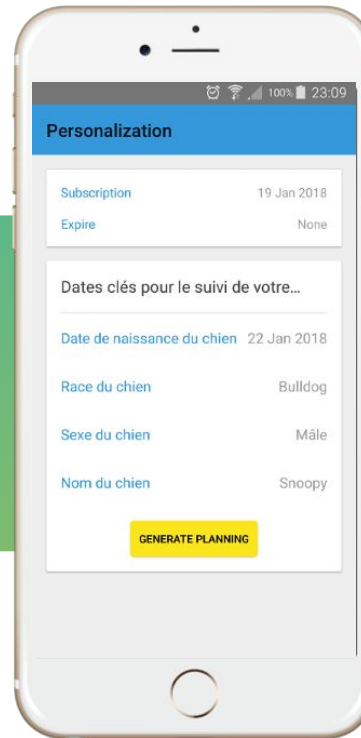 100% 23:09
Personalization
Subscription 19 Jan 2018
Expire None
Dates clés pour le suivi de votre...
Date de naissance du chien 22 Jan 2018
Race du chien Bulldog
Sexe du chien Mâle
Nom du chien Snoopy
GENERATE PLANNING